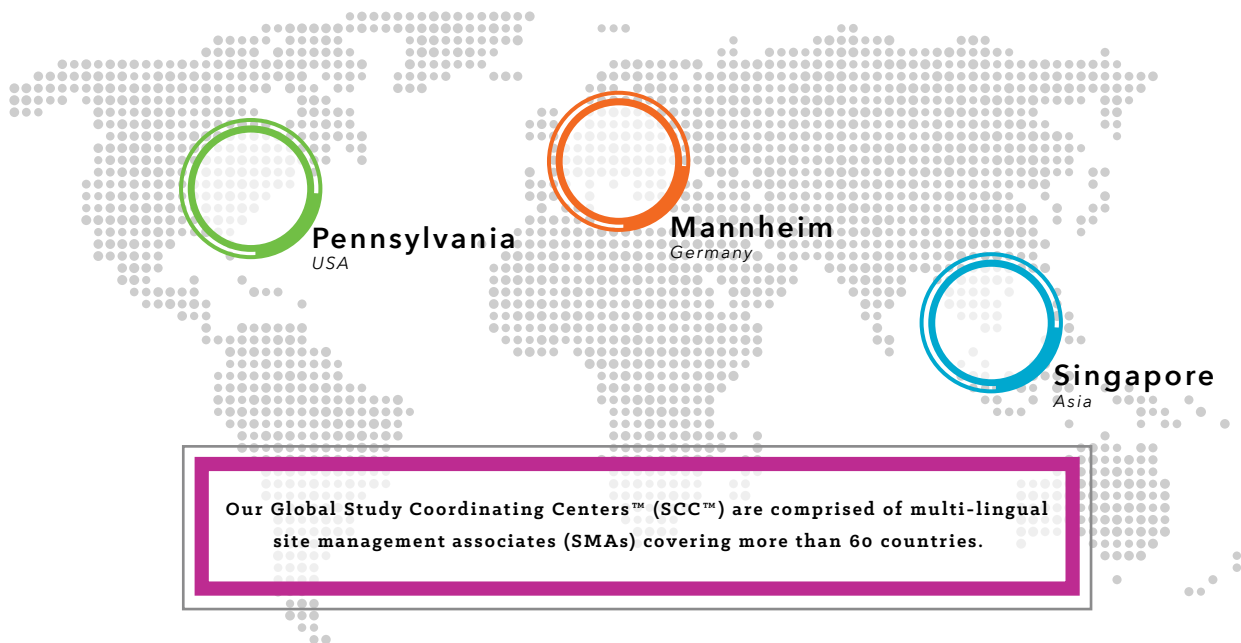 Pennsylvania
USA
Mannheim
Germany
Singapore
Asia
Our Global Study Coordinating Centers™ (SCC™) are comprised of multi-lingual
site management associates (SMAs) covering more than 60 countries.